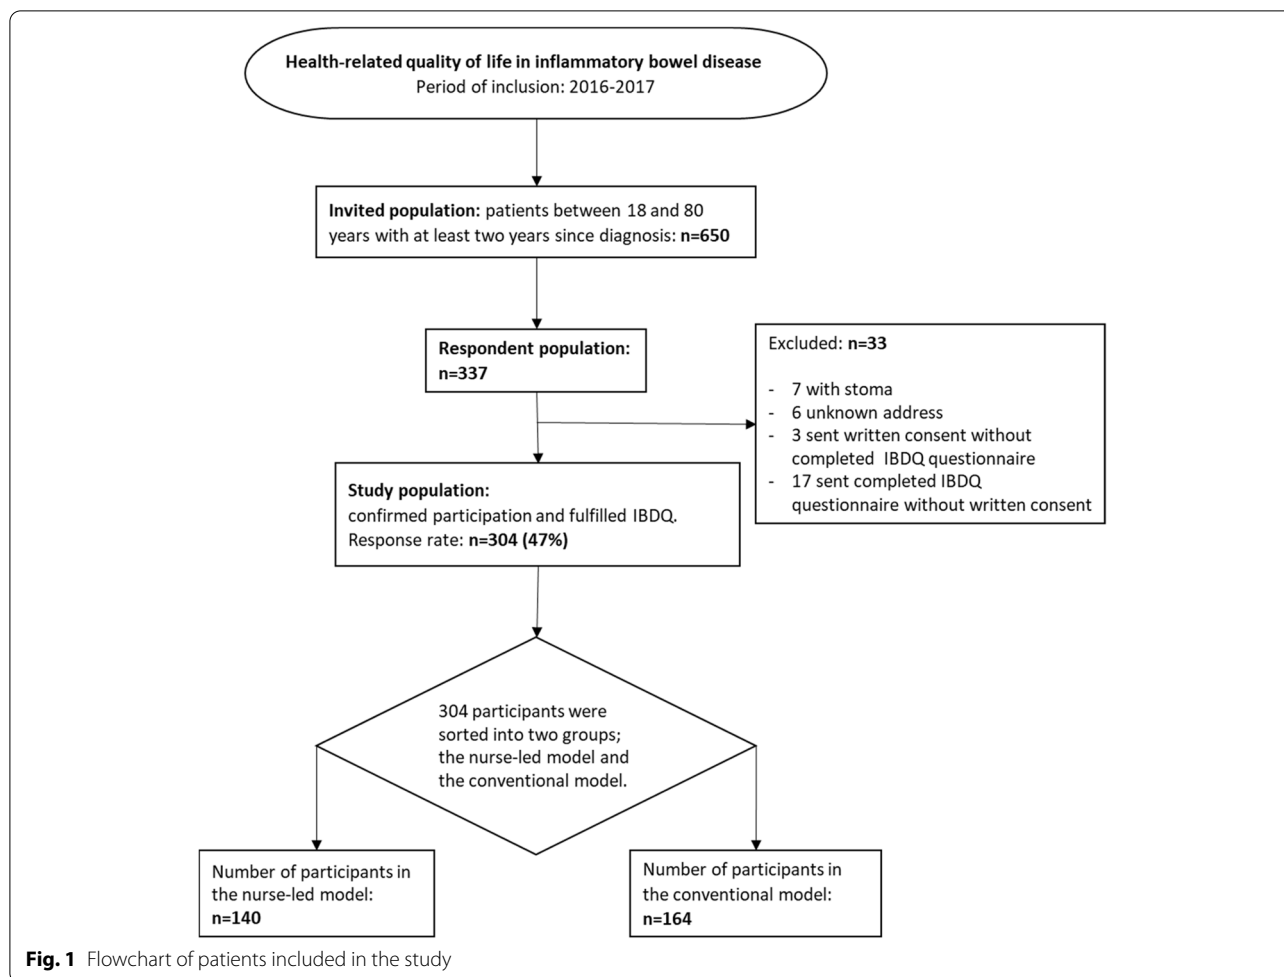 Health-related quality of life in inflammatory bowel disease
Period of inclusion: 2016-2017
Invited population: patients between 18 and 80
years with at least two years since diagnosis: n=650
Respondent population:
n=337
Excluded: n=33
- 7 with stoma
- 6 unknown address
- 3 sent written consent without
completed IBDQ questionnaire
- 17 sent completed IBDQ
questionnaire without written consent
Study population:
confirmed participation and fulfilled IBDQ.
Response rate: n=304 (47%)
304 participants were
sorted into two groups;
the nurse-led model and
the conventional model.
Number of participants in
the nurse-led model:
n=140
Number of participants in
the conventional model:
n=164
Fig. 1 Flowchart of patients included in the study